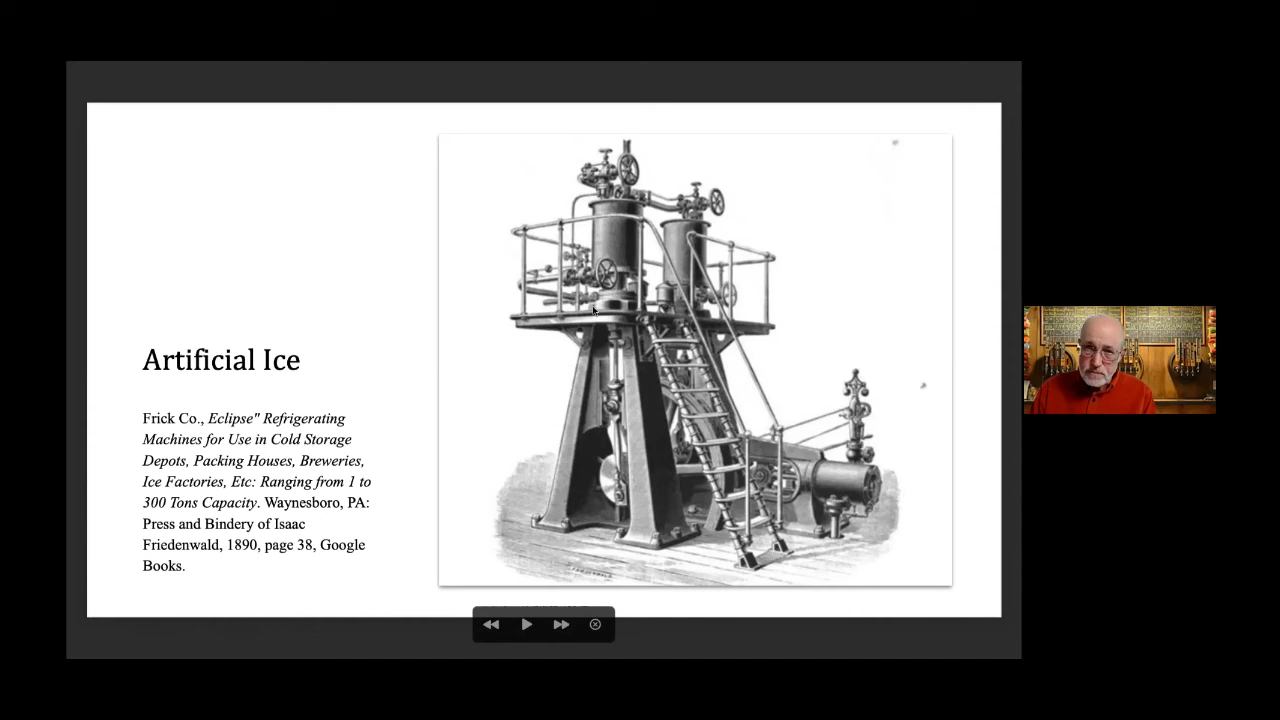 Artificial Ice
Frick Co., Eclipse" Refrigerating
Machines for Use in Cold Storage
Depots, Packing Houses, Breweries,
Ice Factories, Etc: Ranging from 1 to
300 Tons Capacity. Waynesboro, PA:
Press and Bindery of Isaac
Friedenwald, 1890, page 38, Google
Books.